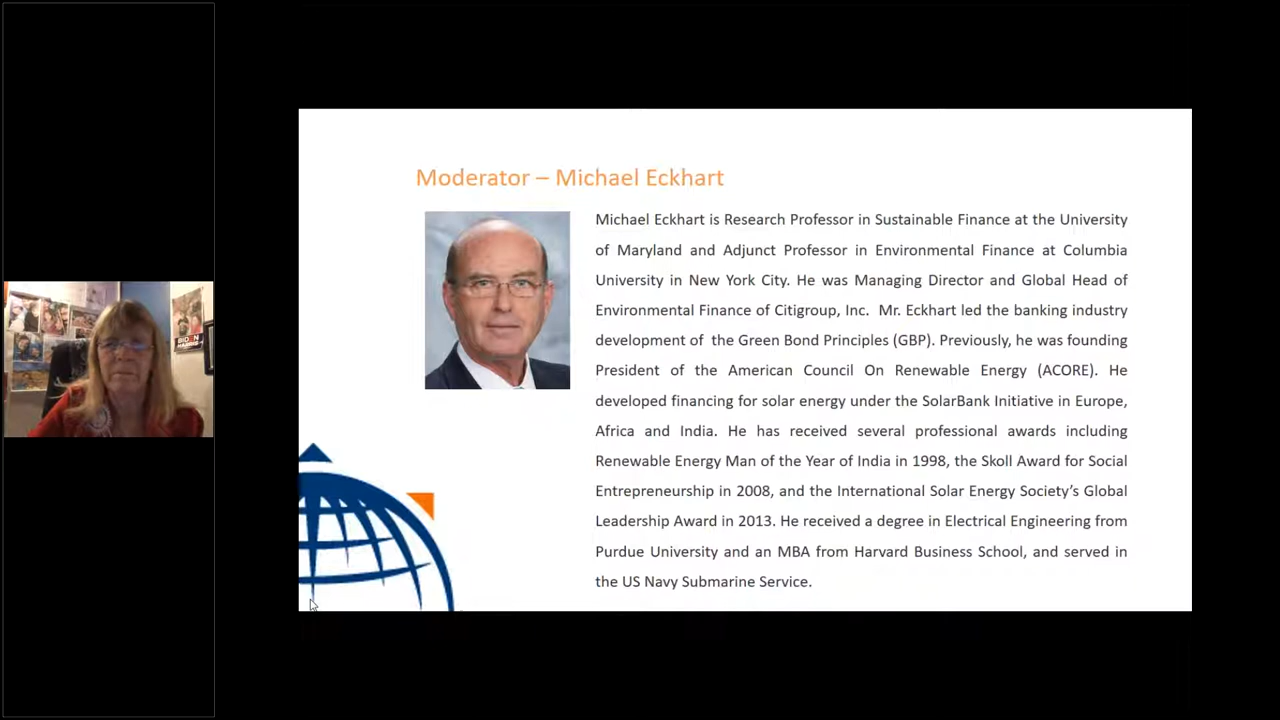 Moderator – Michael Eckhart
Michael Eckhart is Research Professor in Sustainable Finance at the University
of Maryland and Adjunct Professor in Environmental Finance at Columbia
University in New York City. He was Managing Director and Global Head of
Environmental Finance of Citigroup, Inc. Mr. Eckhart led the banking industry
development of the Green Bond Principles (GBP). Previously, he was founding
President of the American Council On Renewable Energy (ACORE). He
developed financing for solar energy under the SolarBank Initiative in Europe,
Africa and India. He has received several professional awards including
Renewable Energy Man of the Year of India in 1998, the Skoll Award for Social
Entrepreneurship in 2008, and the International Solar Energy Society's Global
Leadership Award in 2013. He received a degree in Electrical Engineering from
Purdue University and an MBA from Harvard Business School, and served in
the US Navy Submarine Service.
BIDEN
HARRIS